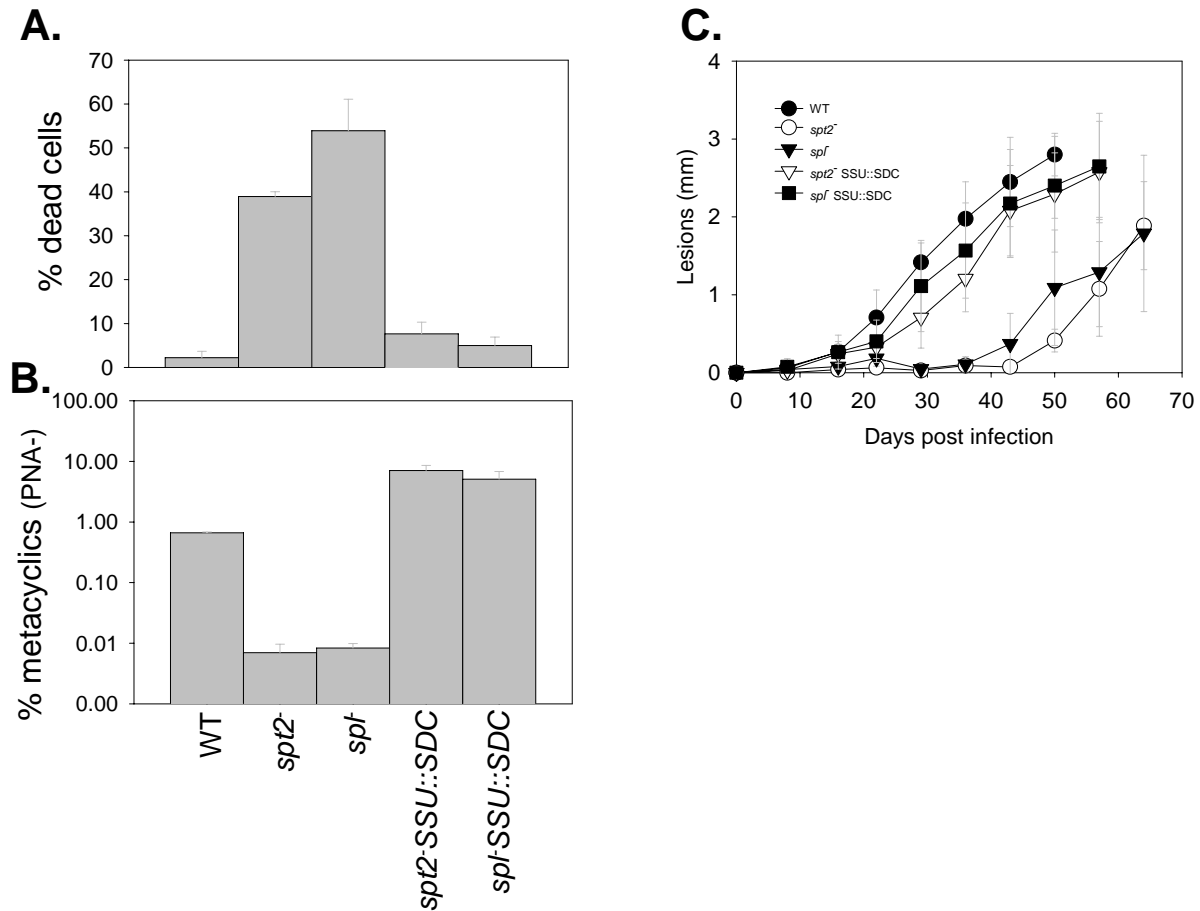 A.
70
60
50
40
30
20
10
0
% dead cells
B.
100.00
10.00
1.00
0.10
0.01
0.00
% metacyclics (PNA-)
WT
spt2-
spl-
spt2-SSU::SDC
spl-SSU::SDC
C.
4
3
2
1
0
Lesions (mm)
WT
spt2-
spl-
spt2- SSU::SDC
spl- SSU::SDC
0 10 20 30 40 50 60 70
Days post infection